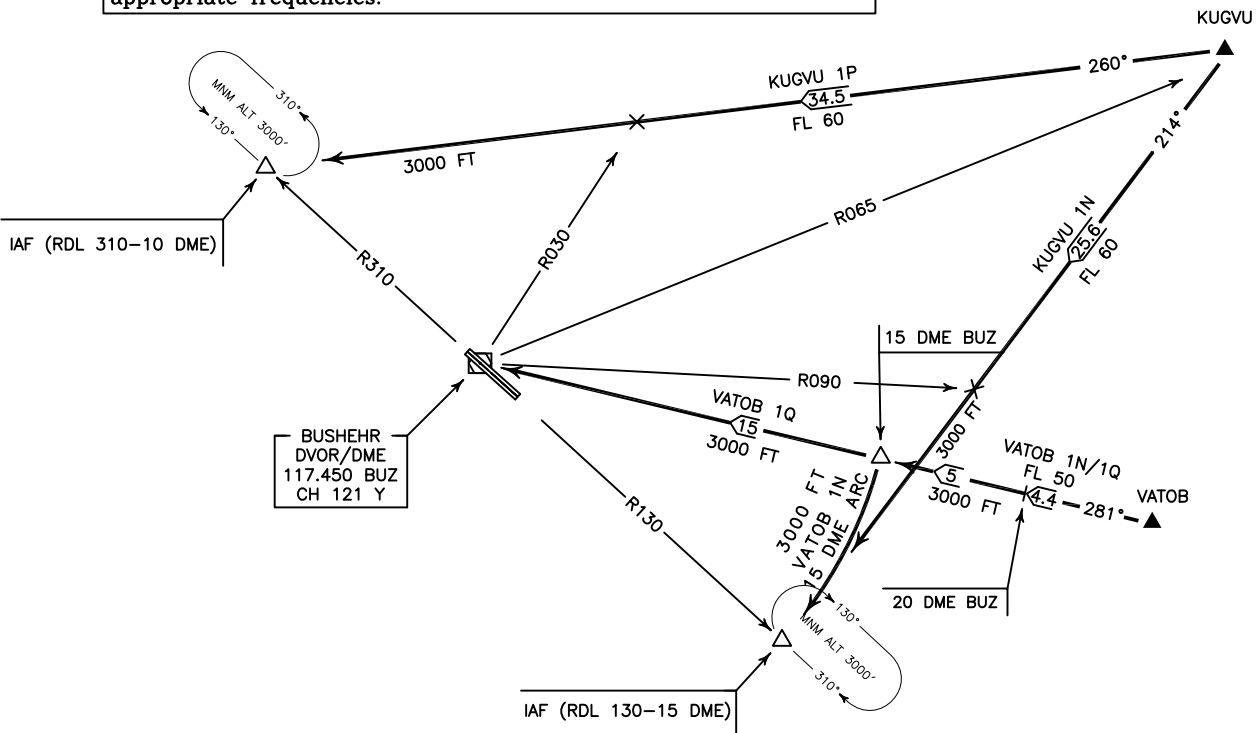 appropriate frequencies.
KUGVU
260°
KUGVU 1P
34.5
FL 60
3000 FT
310°
MNM ALT 3000'
130°
214°
IAF (RDL 310-10 DME)
R065
R030
R310
KUGVU 1N
25.6
FL 60
15 DME BUZ
R090
VATOB 1Q
15
3000 FT
3000 FT
BUSHEHR
DVOR/DME
117.450 BUZ
CH 121 Y
VATOB 1N/1Q
FL 50
4.4
281°
VATOB
5
3000 FT
R130
3000 FT
VATOB 1N
15 DME ARC
20 DME BUZ
130°
MNM ALT 3000'
310°
IAF (RDL 130-15 DME)